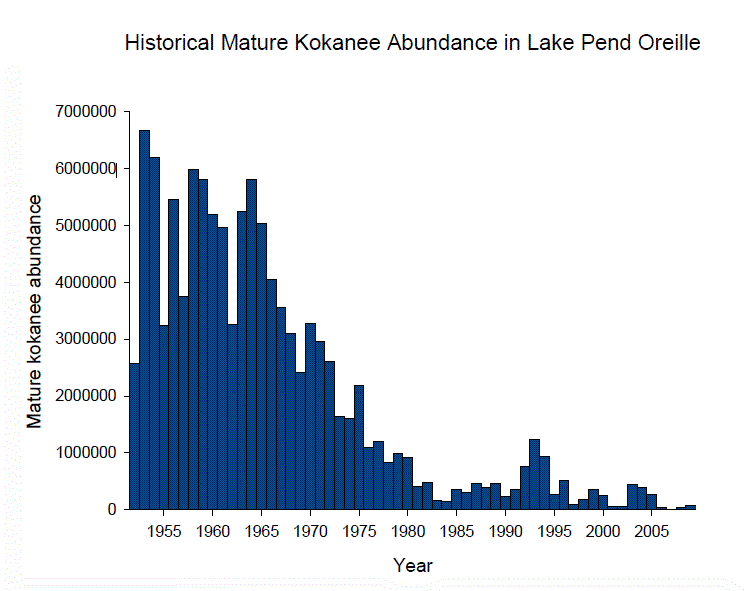 Historical Mature Kokanee Abundance in Lake Pend Oreille
Mature kokanee abundance
7000000
6000000
5000000
4000000
3000000
2000000
1000000
0
1955 1960 1965 1970 1975 1980 1985 1990 1995 2000 2005
Year